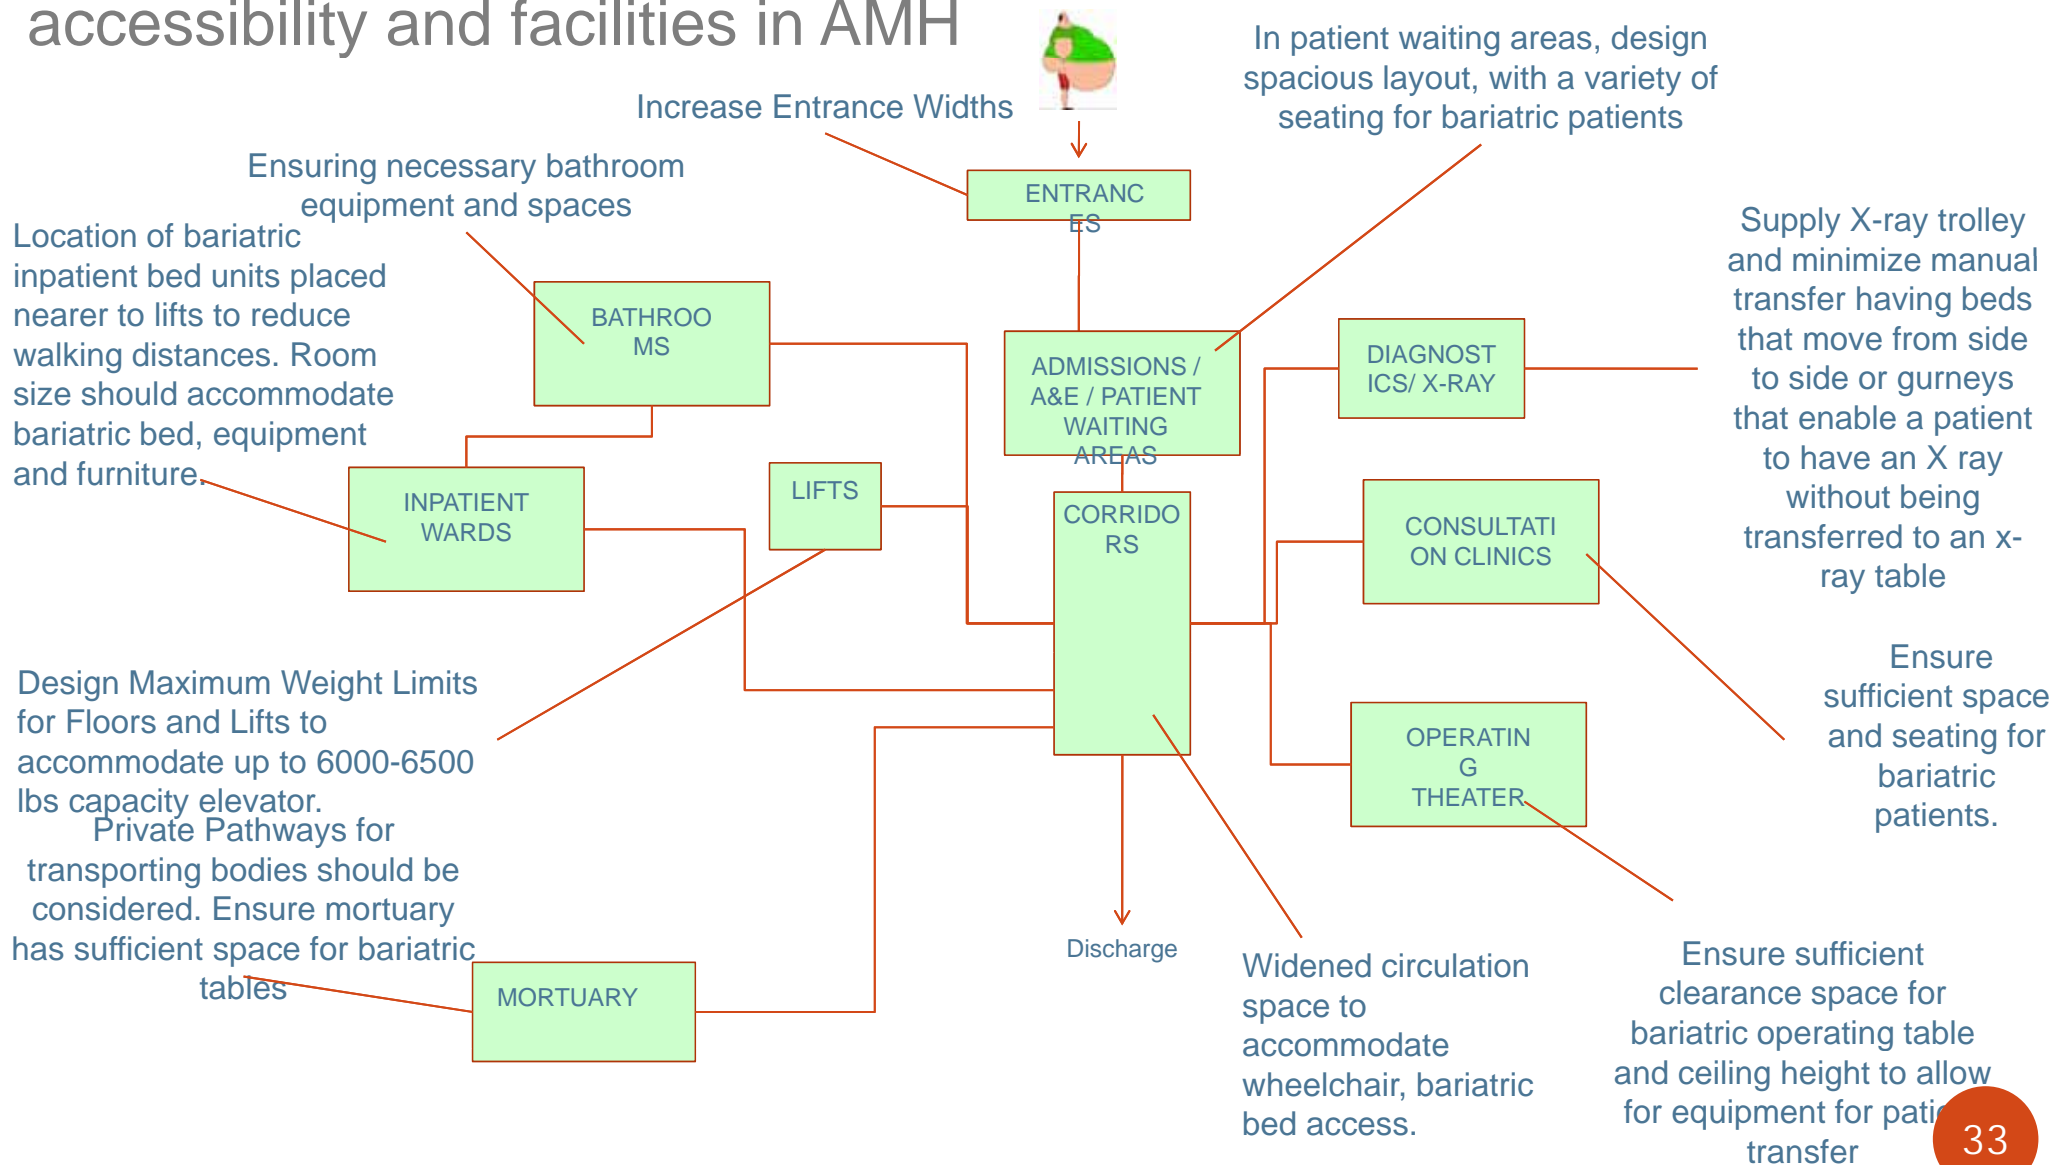 accessibility and facilities in AMH
Increase Entrance Widths
In patient waiting areas, design
spacious layout, with a variety of
seating for bariatric patients
Ensuring necessary bathroom
equipment and spaces
Location of bariatric
inpatient bed units placed
nearer to lifts to reduce
walking distances. Room
size should accommodate
bariatric bed, equipment
and furniture.
ENTRANC
ES
BATHROO
MS
ADMISSIONS /
A&E / PATIENT
WAITING
AREAS
DIAGNOST
ICS/ X-RAY
Supply X-ray trolley
and minimize manual
transfer having beds
that move from side
to side or gurneys
that enable a patient
to have an X ray
without being
transferred to an x-
ray table
INPATIENT
WARDS
LIFTS
CORRIDO
RS
CONSULTATI
ON CLINICS
Ensure
sufficient space
and seating for
bariatric
patients.
Design Maximum Weight Limits
for Floors and Lifts to
accommodate up to 6000-6500
lbs capacity elevator.
OPERATIN
G
THEATER
Private Pathways for
transporting bodies should be
considered. Ensure mortuary
has sufficient space for bariatric
tables
MORTUARY
Discharge
Widened circulation
space to
accommodate
wheelchair, bariatric
bed access.
Ensure sufficient
clearance space for
bariatric operating table
and ceiling height to allow
for equipment for
transfer
33